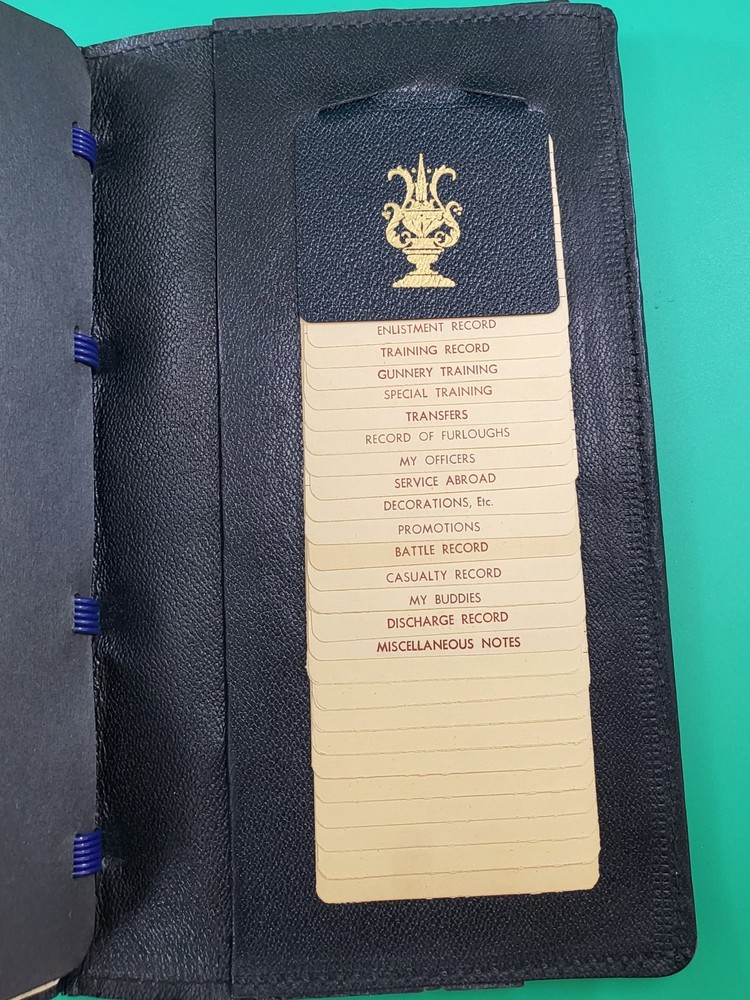 ENLISTMENT RECORD
TRAINING RECORD
GUNNERY TRAINING
SPECIAL TRAINING
TRANSFERS
RECORD OF FURLOUGHS
MY OFFICERS
SERVICE ABROAD
DECORATIONS, Etc.
PROMOTIONS
BATTLE RECORD
CASUALTY RECORD
MY BUDDIES
DISCHARGE RECORD
MISCELLANEOUS NOTES